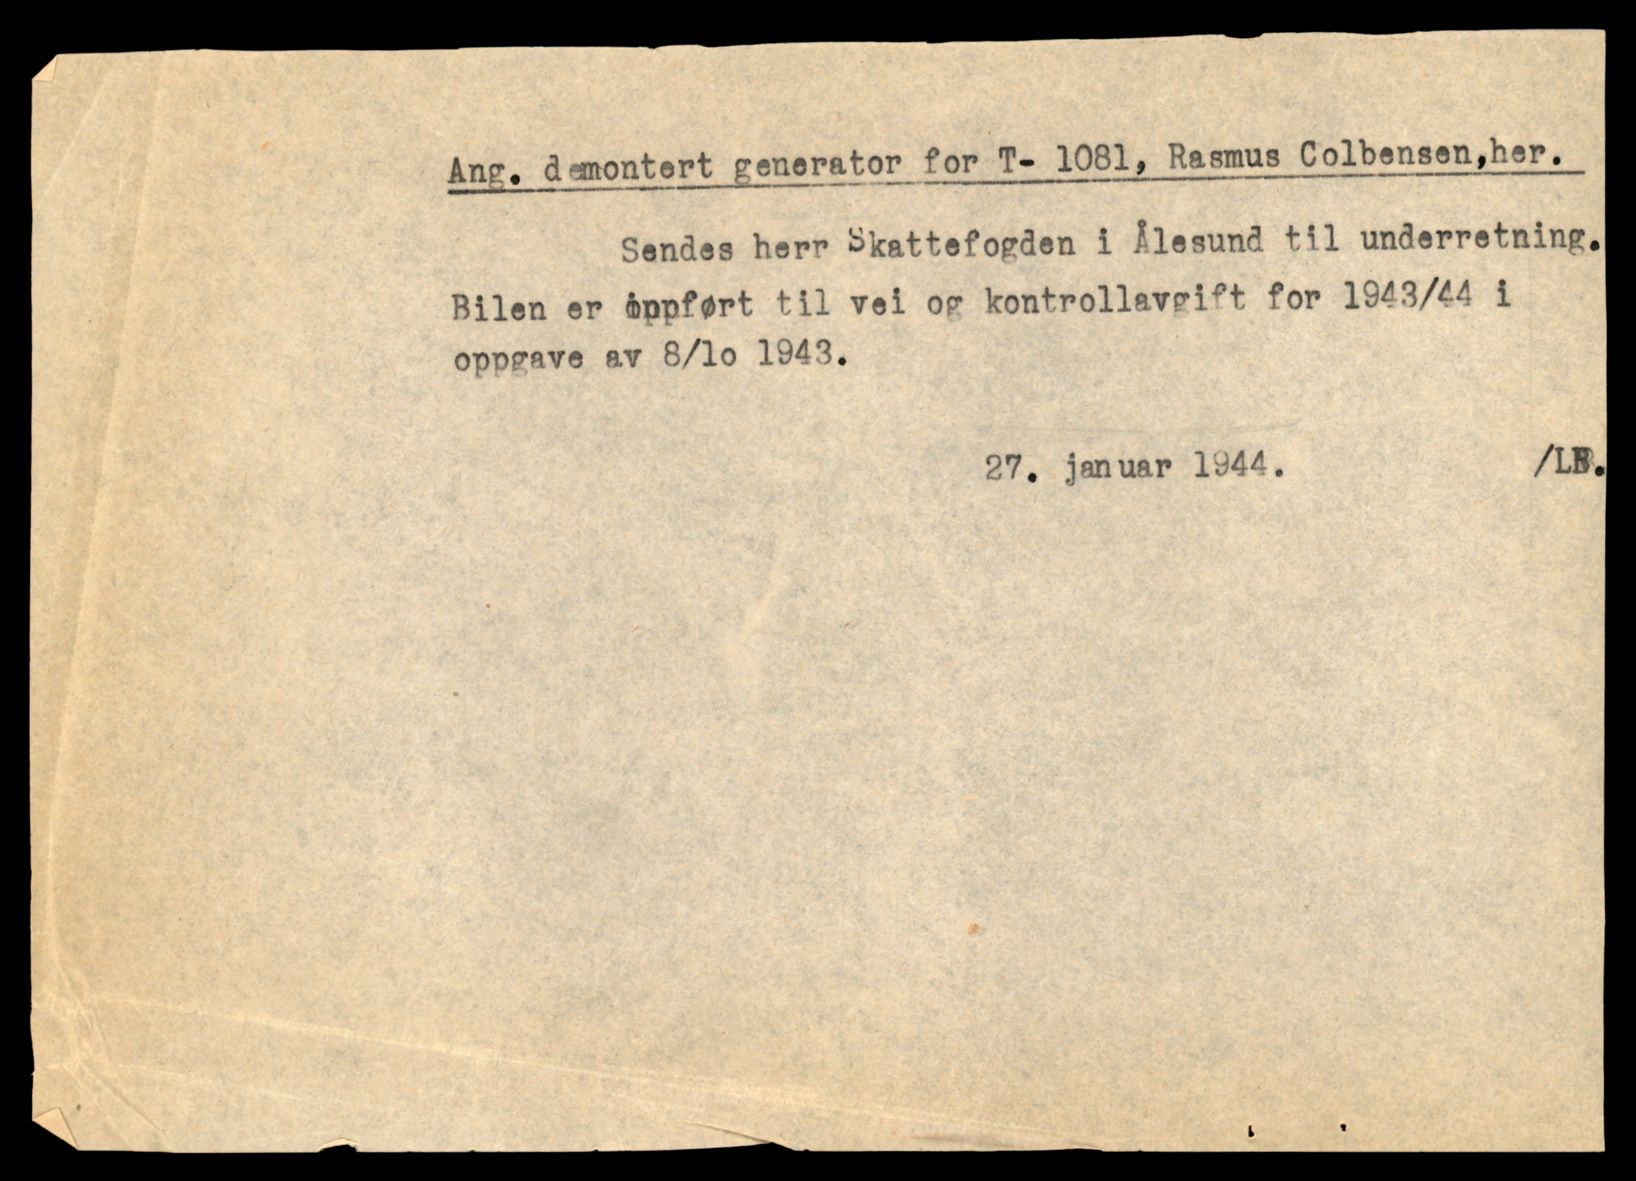 Ang. demontert generator for T- 1081, Rasmus Colbensen,her.
Sendes herr Skattefogden i Ålesund til underretning.
Bilen er oppført til vei og kontrollavgift for 1943/44 i
oppgave av 8/lo 1943.
27. januar 1944. /LB.